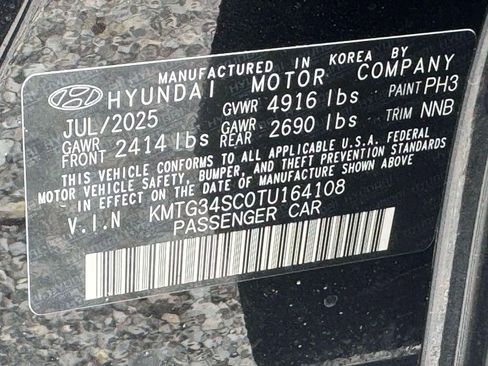 MANUFACTURED IN KOREA BY
HYUNDAI MOTOR COMPANY
JUL/2025 GVWR 4916 lbs PAINT PH3
GAWR FRONT 2414 lbs GAWR REAR 2690 lbs TRIM NNB
THIS VEHICLE CONFORMS TO ALL APPLICABLE U.S.A. FEDERAL
MOTOR VEHICLE SAFETY, BUMPER, AND THEFT PREVENTION STANDARDS
IN EFFECT ON THE DATE OF MANUFACTURE SHOWN ABOVE
V.I.N KMTG34SC0TU164108
PASSENGER CAR